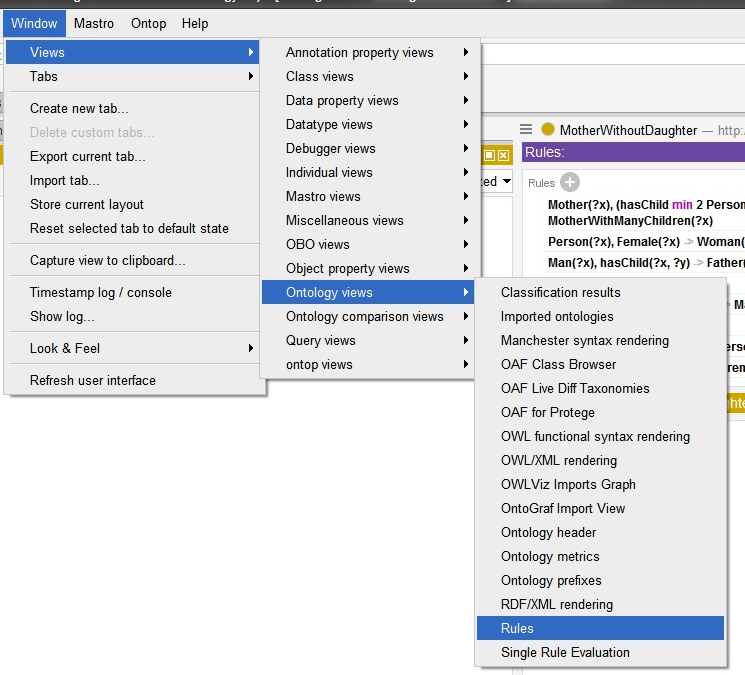 Window Mastro Ontop Help
Views
Tabs
Create new tab...
Delete custom tabs...
Export current tab...
Import tab...
Store current layout
Reset selected tab to default state
Capture view to clipboard...
Timestamp log / console
Show log...
Look & Feel
Refresh user interface
Annotation property views
Class views
Data property views
Datatype views
Debugger views
Individual views
Mastro views
Miscellaneous views
OBO views
Object property views
Ontology views
Ontology comparison views
Query views
ontop views
Classification results
Imported ontologies
Manchester syntax rendering
OAF Class Browser
OAF Live Diff Taxonomies
OAF for Protege
OWL functional syntax rendering
OWL/XML rendering
OWLViz Imports Graph
OntoGraf Import View
Ontology header
Ontology metrics
Ontology prefixes
RDF/XML rendering
Rules
Single Rule Evaluation
MotherWithoutDaughter — http:
Rules:
Rules
Mother(?x), (hasChild min 2 Person
MotherWithManyChildren(?x)
Person(?x), Female(?x) -> Woman(
Man(?x), hasChild(?x, ?y) -> Father(